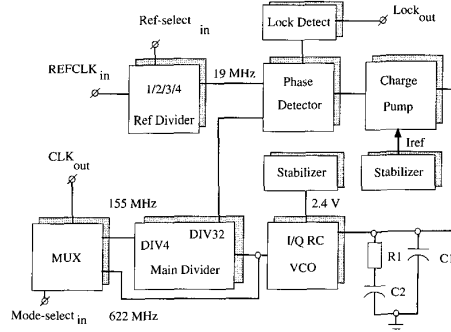 Ref-select in
Lock Detect
Lock out
REFCLK in
19 MHz
1/2/3/4
Ref Divider
Phase
Detector
Charge
Pump
Iref
CLK out
Stabilizer
Stabilizer
155 MHz
2.4 V
MUX
DIV4
DIV32
Main Divider
I/Q RC
VCO
R1
C1
C2
Mode-select in
622 MHz